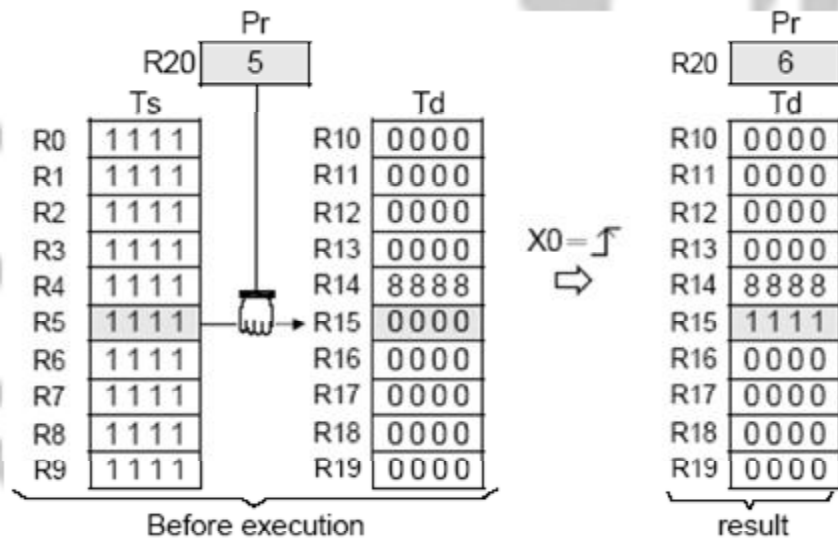 Pr Pr
R20 5 R20 6
Ts Td Td
R0 1111 R10 0000 R10 0000
R1 1111 R11 0000 R11 0000
R2 1111 R12 0000 R12 0000
R3 1111 R13 0000 X0= R13 0000
R4 1111 R14 8888 R14 8888
R5 1111 R15 0000 R15 1111
R6 1111 R16 0000 R16 0000
R7 1111 R17 0000 R17 0000
R8 1111 R18 0000 R18 0000
R9 1111 R19 0000 R19 0000
Before execution result